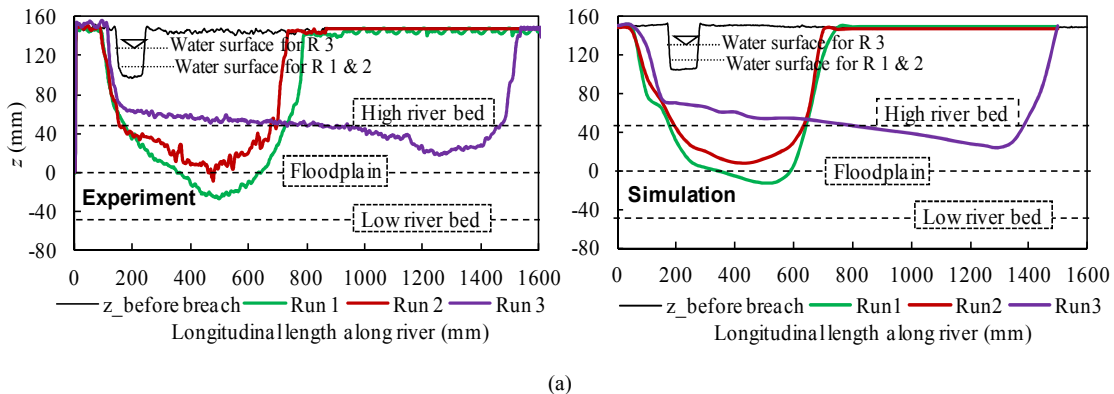 160
120
80
40
0
-40
-80
z (mm)
Water surface for R 3
Water surface for R 1 & 2
High river bed
Floodplain
Experiment
Low river bed
0 200 400 600 800 1000 1200 1400 1600
z_before breach Run 1 Run 2 Run 3
Longitudinal length along river (mm)
160
120
80
40
0
-40
-80
Water surface for R 3
Water surface for R 1 & 2
High river bed
Floodplain
Simulation
Low river bed
0 200 400 600 800 1000 1200 1400 1600
z_before breach Run1 Run2 Run3
Longitudinal length along river (mm)
(a)